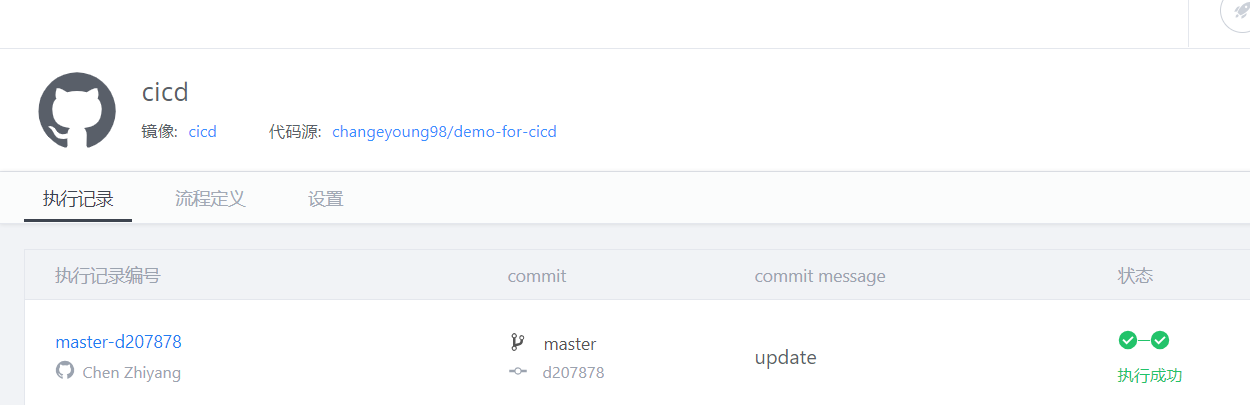 cicd
镜像: cicd 代码源: changeyoung98/demo-for-cicd
执行记录 流程定义 设置
执行记录编号 commit commit message 状态
master-d207878 master
Chen Zhiyang d207878 update 执行成功